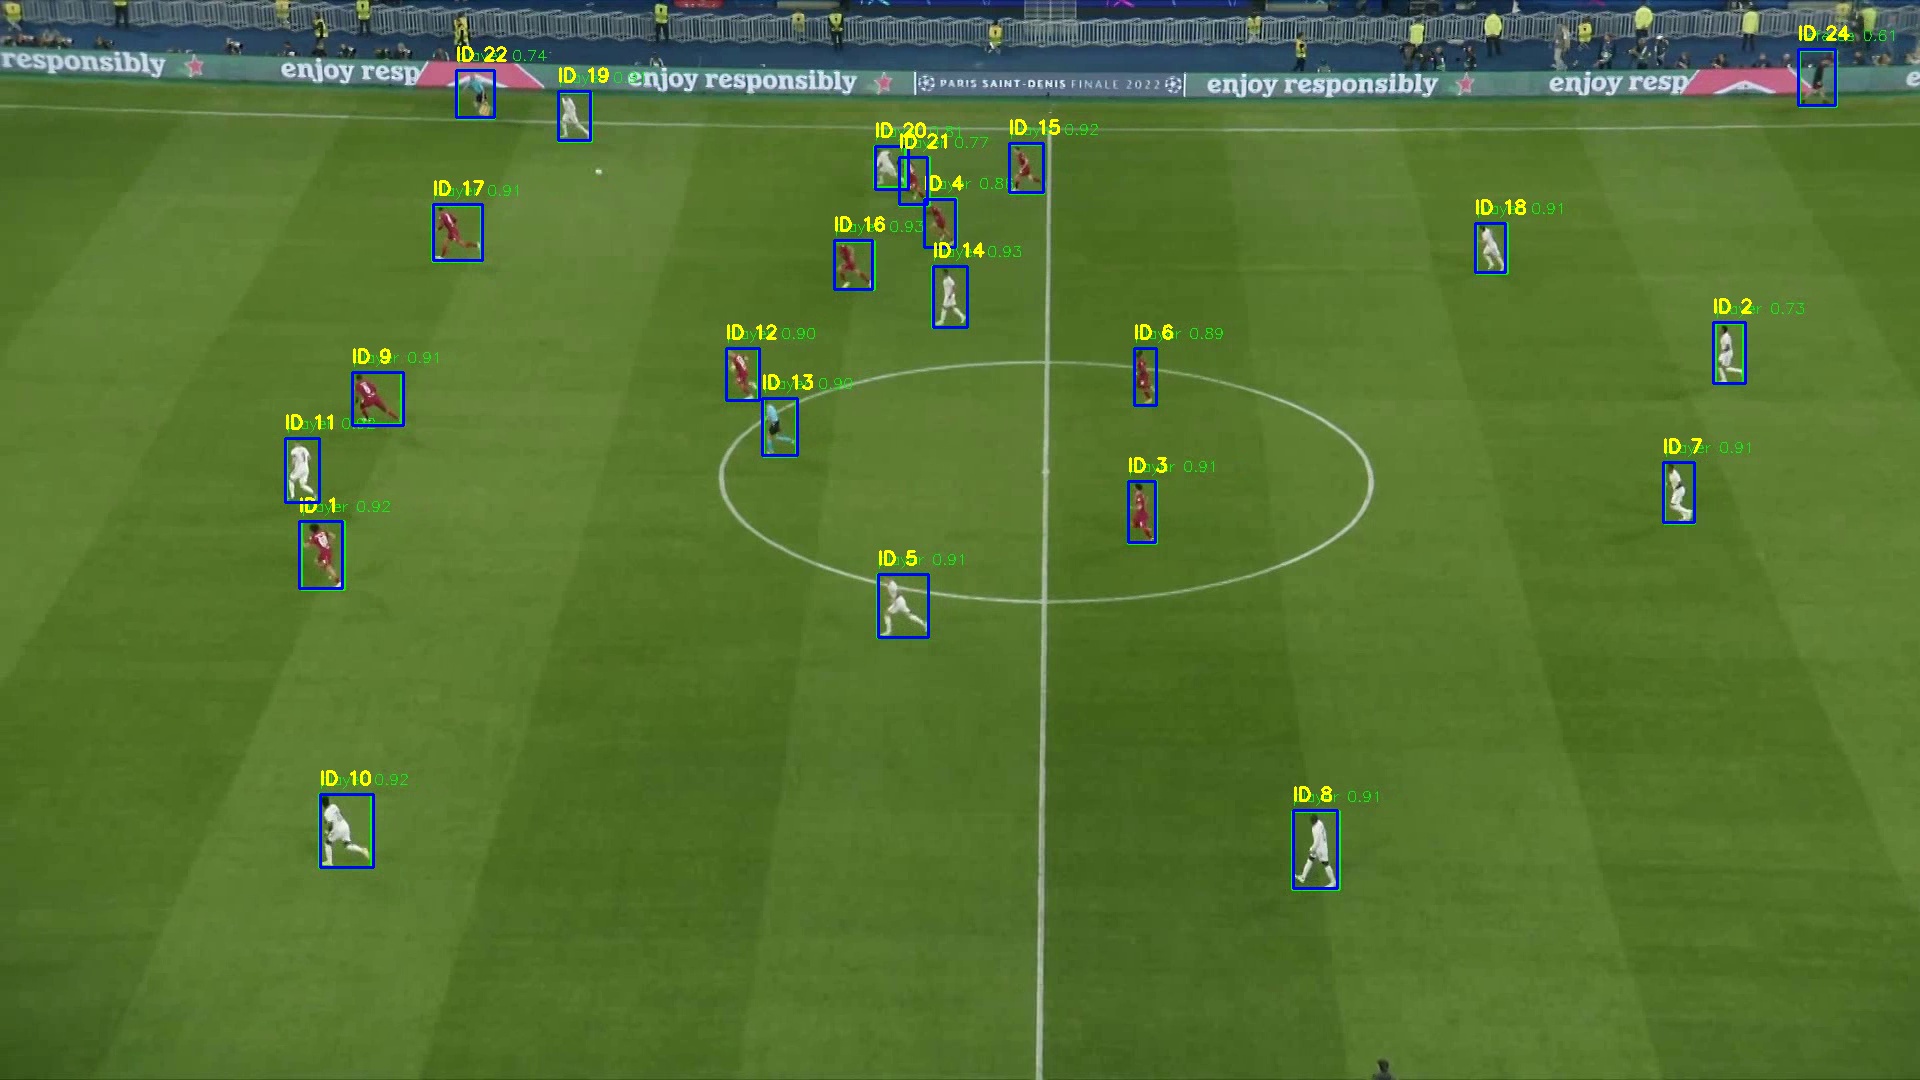 responsibly
enjoy resp
enjoy responsibly
PARIS SAINT-DENIS FINALE 2022
enjoy responsibly
enjoy resp
ID 24
0.61
ID 22
0.74
ID 19
ID 20
ID 21
0.77
ID 15
0.92
ID 17
0.91
ID 4
ID 16
0.93
ID 14
0.93
ID 18
0.91
ID 2
0.73
ID 12
0.90
ID 6
0.89
ID 9
0.91
ID 13
ID 11
ID 7
0.91
ID 3
0.91
ID 1
0.92
ID 5
0.91
ID 10
0.92
ID 8
0.91